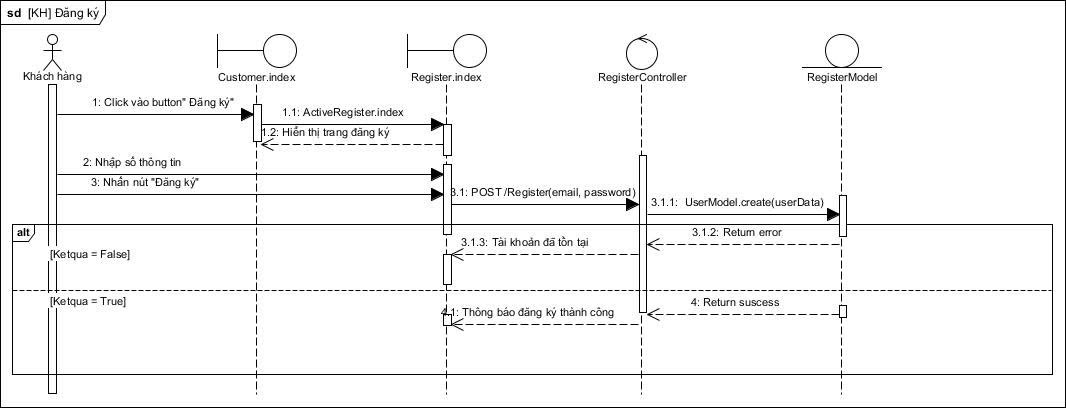 sd [KH] Đăng ký
Khách hàng
Customer.index
Register.index
RegisterController
RegisterModel
1: Click vào button" Đăng ký"
1.1: ActiveRegister.index
1.2: Hiển thị trang đăng ký
2: Nhập số thông tin
3: Nhấn nút "Đăng ký"
3.1: POST /Register(email, password)
3.1.1: UserModel.create(userData)
alt
3.1.2: Return error
3.1.3: Tài khoản đã tồn tại
[Ketqua = False]
[Ketqua = True]
4: Return suscess
4.1: Thông báo đăng ký thành công